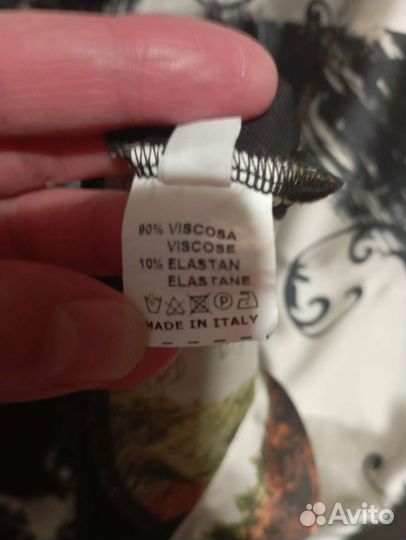 90% VISCOSA
VISCOSE
10% ELASTAN
ELASTANE
MADE IN ITALY
Avito